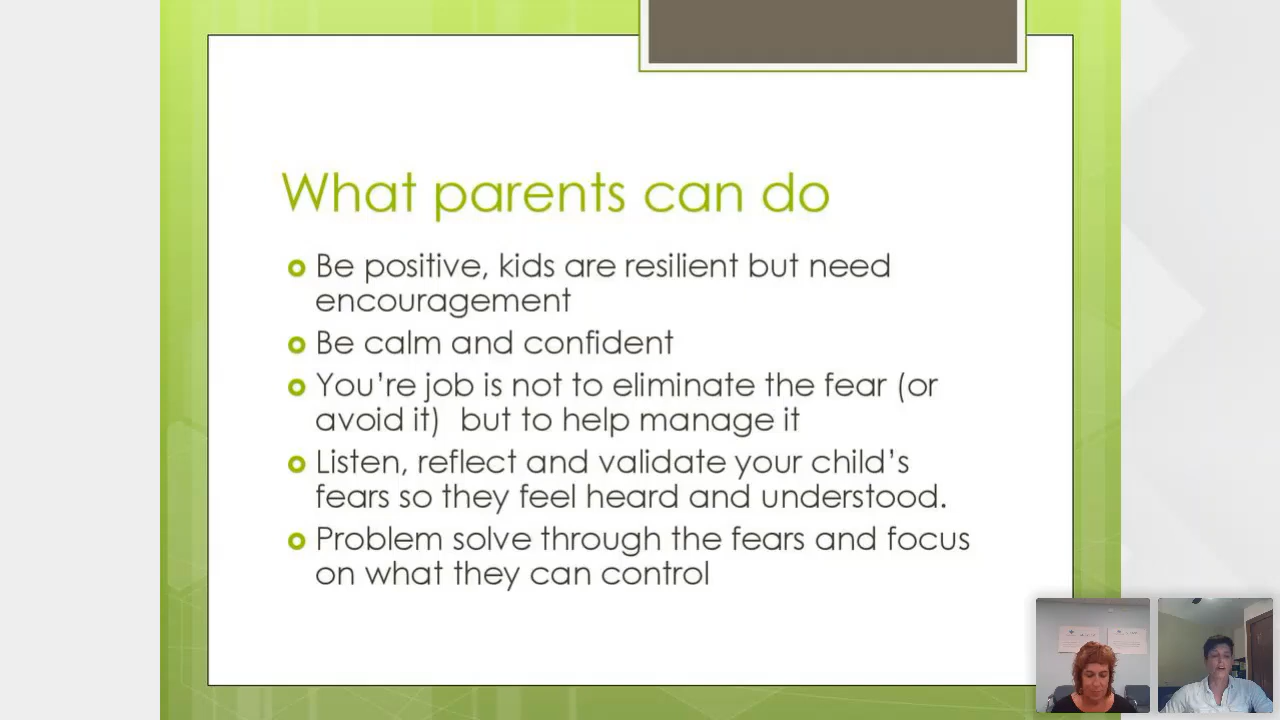 What parents can do
Be positive, kids are resilient but need
encouragement
Be calm and confident
You're job is not to eliminate the fear (or
avoid it)  but to help manage it
Listen, reflect and validate your child's
fears so they feel heard and understood.
Problem solve through the fears and focus
on what they can control